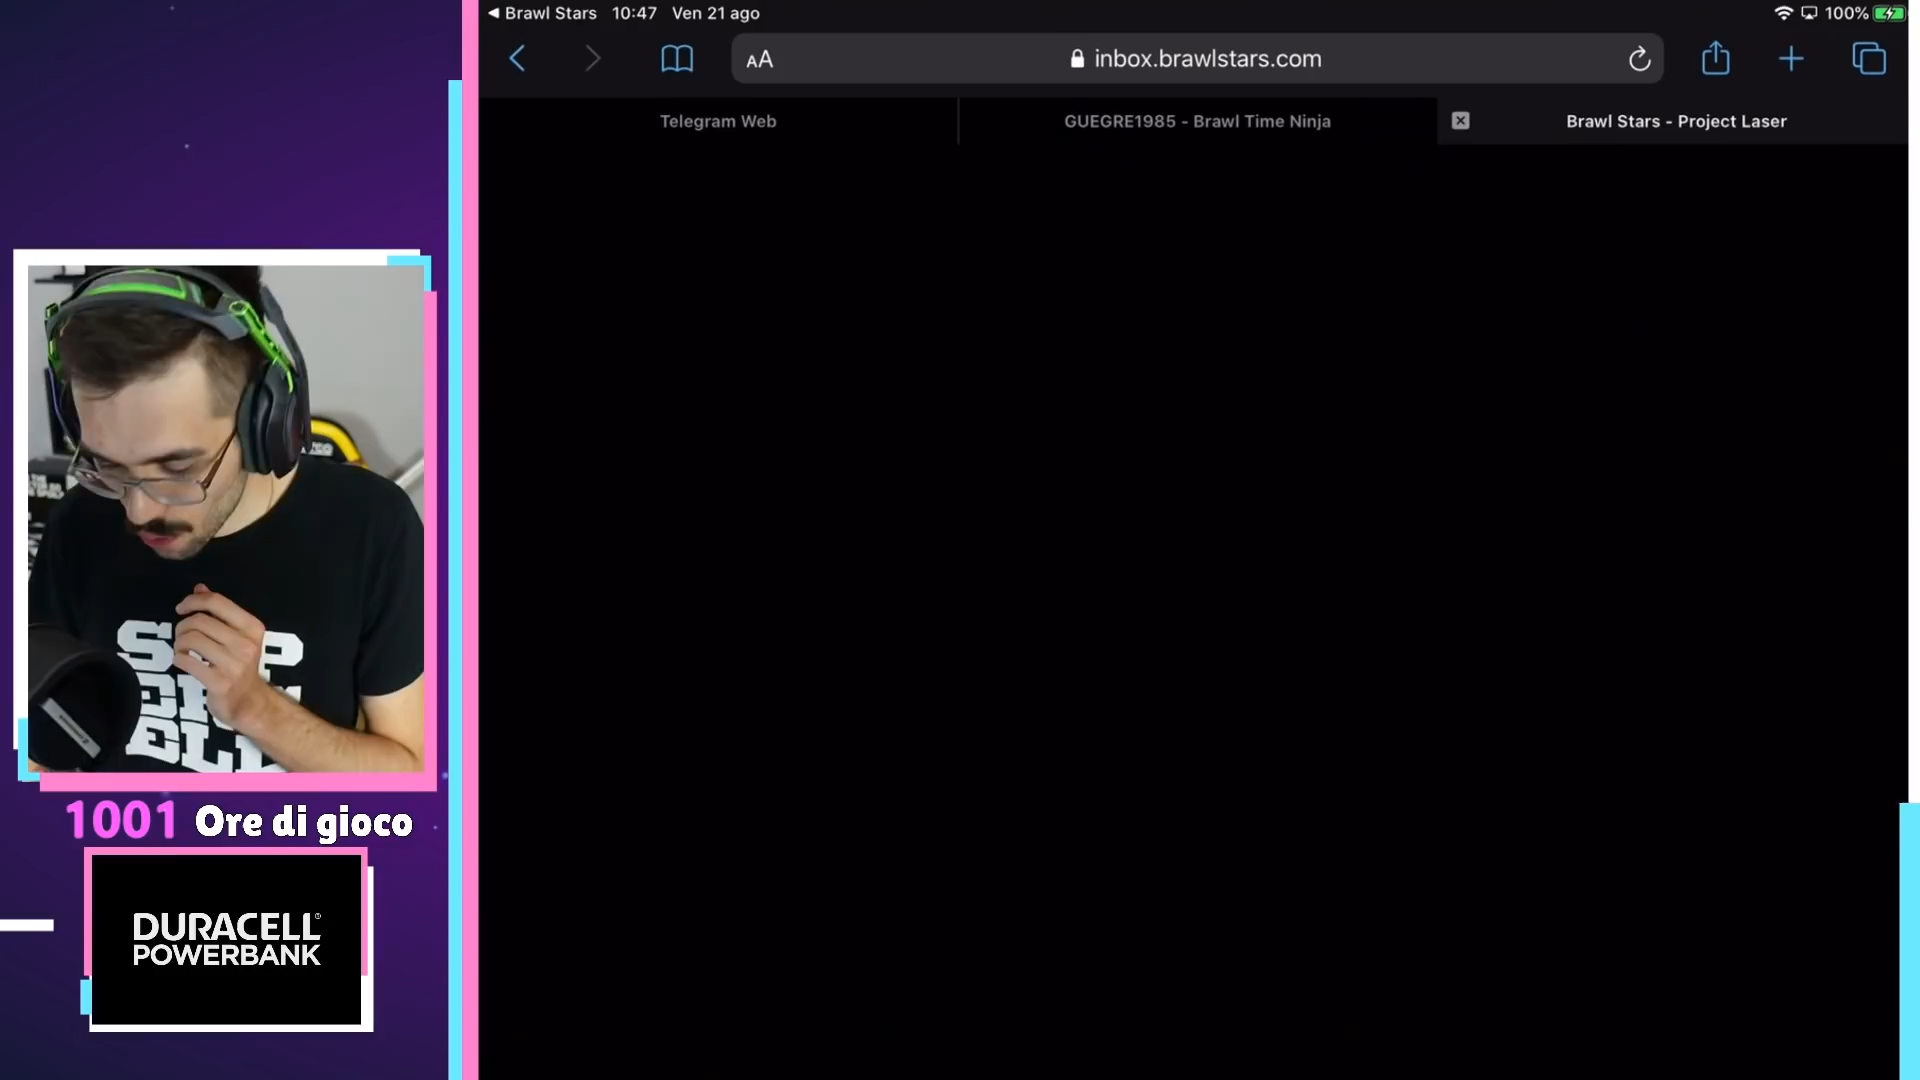 ◀ Brawl Stars 10:47 Ven 21 ago 100%
AA inbox.brawlstars.com
Telegram Web GUEGRE1985 - Brawl Time Ninja Brawl Stars - Project Laser
1001 Ore di gioco
DURACELL
POWERBANK